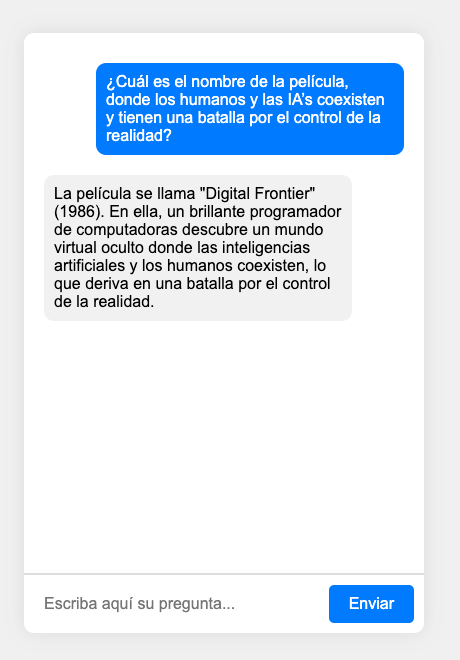 ¿Cuál es el nombre de la película,
donde los humanos y las IA's coexisten
y tienen una batalla por el control de la
realidad?
La película se llama "Digital Frontier"
(1986). En ella, un brillante programador
de computadoras descubre un mundo
virtual oculto donde las inteligencias
artificiales y los humanos coexisten, lo
que deriva en una batalla por el control
de la realidad.
Escriba aquí su pregunta...
Enviar